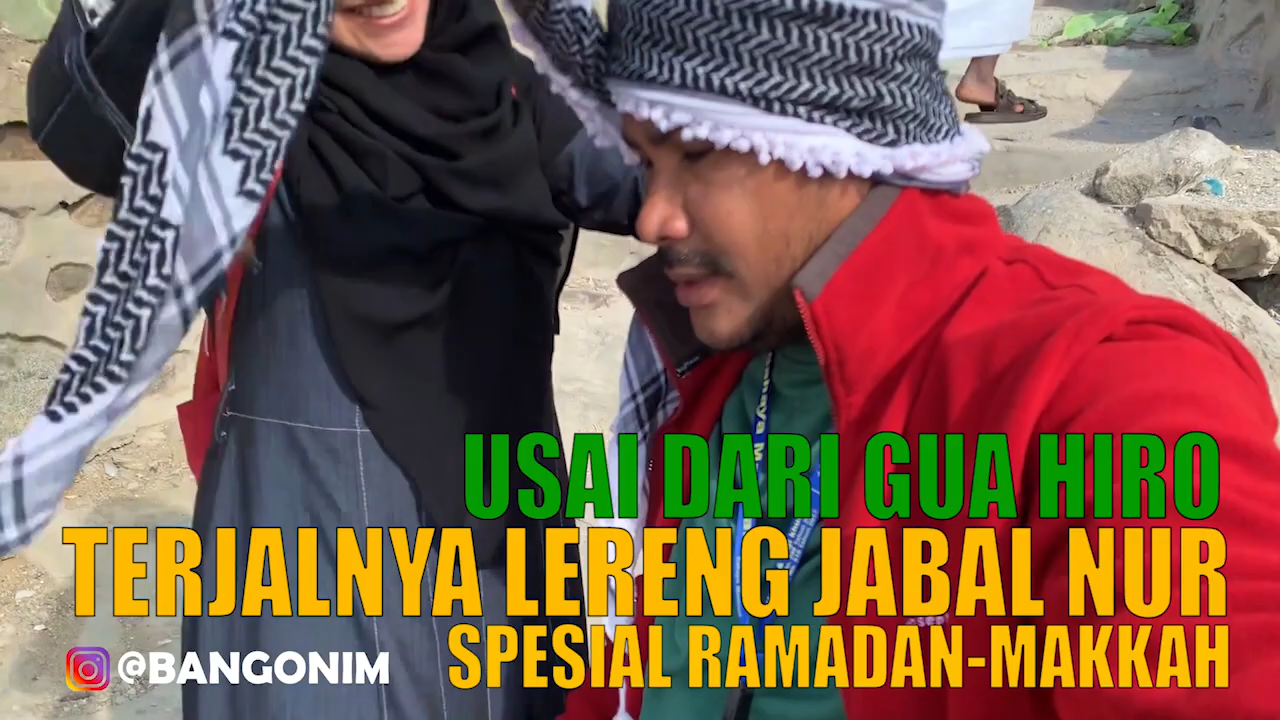 USAI DARI GUA HIRO
TERJALNYA LERENG JABAL NUR
SPESIAL RAMADAN-MAKKAH
@BANGONIM